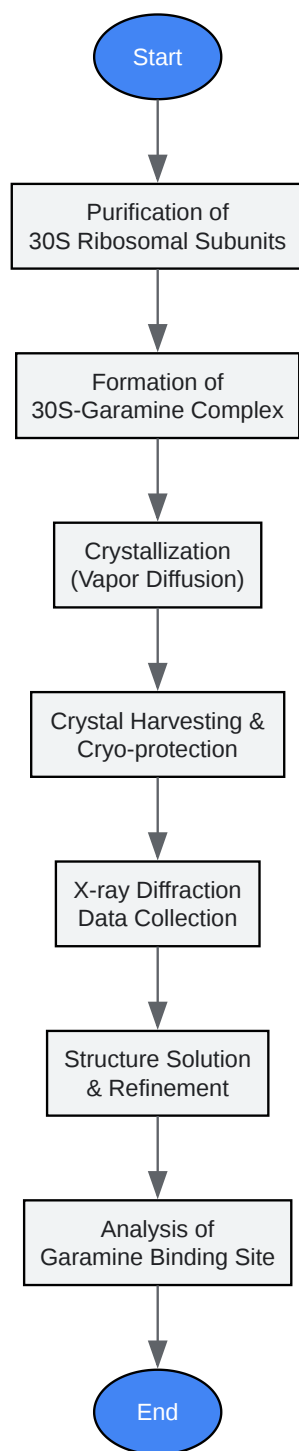 Start
Purification of
30S Ribosomal Subunits
Formation of
30S-Garamine Complex
Crystallization
(Vapor Diffusion)
Crystal Harvesting &
Cryo-protection
X-ray Diffraction
Data Collection
Structure Solution
& Refinement
Analysis of
Garamine Binding Site
End